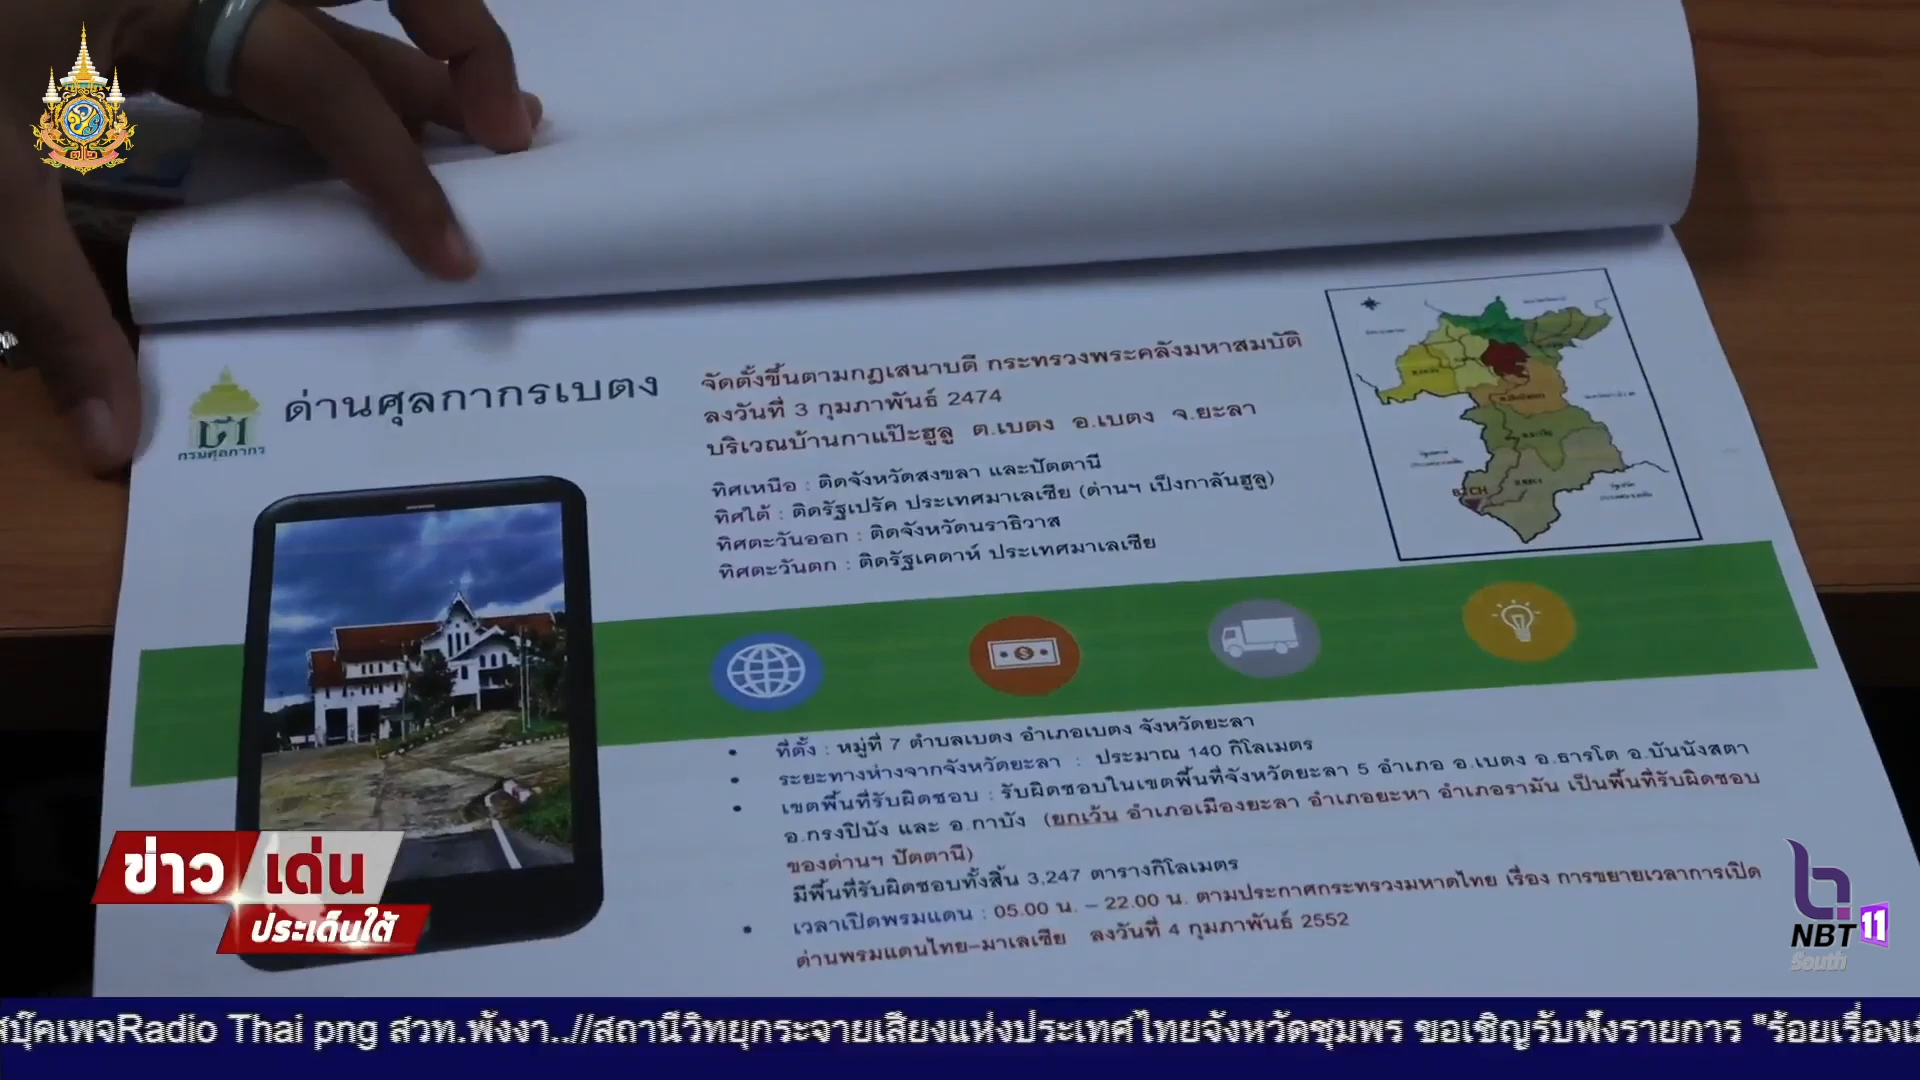 ด่านศุลกากรเบตง
กรมศุลกากร
จัดตั้งขึ้นตามกฎเสนาบดี กระทรวงพระคลังมหาสมบัติ
ลงวันที่ 3 กุมภาพันธ์ 2474
บริเวณบ้านกาแป๊ะฮูลู ต.เบตง อ.เบตง จ.ยะลา
ทิศเหนือ : ติดจังหวัดสงขลา และปัตตานี
ทิศใต้ : ติดรัฐเปรัค ประเทศมาเลเซีย (ด่านฯ เป็งกาลันฮูลู)
ทิศตะวันออก : ติดจังหวัดนราธิวาส
ทิศตะวันตก : ติดรัฐเคดาห์ ประเทศมาเลเซีย
• ที่ตั้ง : หมู่ที่ 7 ตำบลเบตง อำเภอเบตง จังหวัดยะลา
• ระยะทางห่างจากจังหวัดยะลา : ประมาณ 140 กิโลเมตร
• เขตพื้นที่รับผิดชอบ : รับผิดชอบในเขตพื้นที่จังหวัดยะลา 5 อำเภอ อ.เบตง อ.ธารโต อ.บันนังสตา
อ.กรงปินัง และ อ.กาบัง (ยกเว้น อำเภอเมืองยะลา อำเภอยะหา อำเภอรามัน เป็นพื้นที่รับผิดชอบ
ของด่านฯ ปัตตานี)
มีพื้นที่รับผิดชอบทั้งสิ้น 3,247 ตารางกิโลเมตร
• เวลาเปิดพรมแดน : 05.00 น. – 22.00 น. ตามประกาศกระทรวงมหาดไทย เรื่อง การขยายเวลาการเปิด
ด่านพรมแดนไทย–มาเลเซีย ลงวันที่ 4 กุมภาพันธ์ 2552
ข่าวเด่น
ประเด็นใต้
NBT 11
South
สบุ๊คเพจRadio Thai png สวท.พังงา..//สถานีวิทยุกระจายเสียงแห่งประเทศไทยจังหวัดชุมพร ขอเชิญรับฟังรายการ "ร้อยเรื่อง